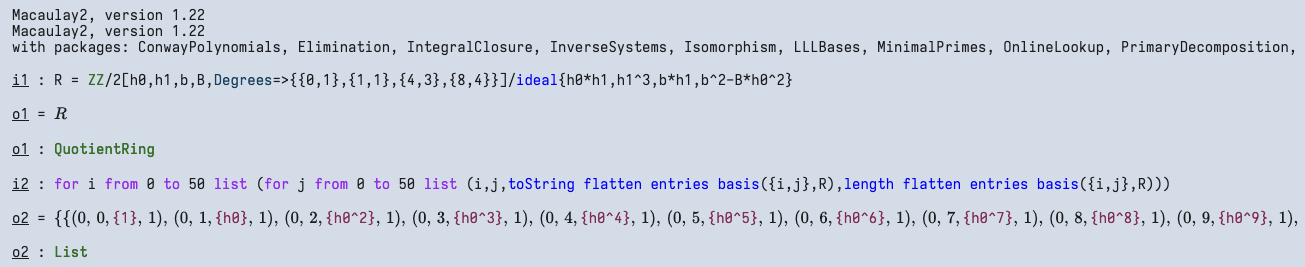 Macaulay2, version 1.22
Macaulay2, version 1.22
with packages: ConwayPolynomials, Elimination, IntegralClosure, InverseSystems, Isomorphism, LLLBases, MinimalPrimes, OnlineLookup, PrimaryDecomposition,
i1 : R = ZZ/2[h0,h1,b,B,Degrees=>{{0,1},{1,1},{4,3},{8,4}}]/ideal{h0*h1,h1^3,b*h1,b^2-B*h0^2}
o1 = R
o1 : QuotientRing
i2 : for i from 0 to 50 list (for j from 0 to 50 list (i,j,toString flatten entries basis({i,j},R),length flatten entries basis({i,j},R)))
o2 = {{(0, 0,{1}, 1), (0, 1,{h0}, 1), (0, 2,{h0^2}, 1), (0, 3,{h0^3}, 1), (0, 4,{h0^4}, 1), (0, 5,{h0^5}, 1), (0, 6,{h0^6}, 1), (0, 7,{h0^7}, 1), (0, 8,{h0^8}, 1), (0, 9,{h0^9}, 1),
o2 : List